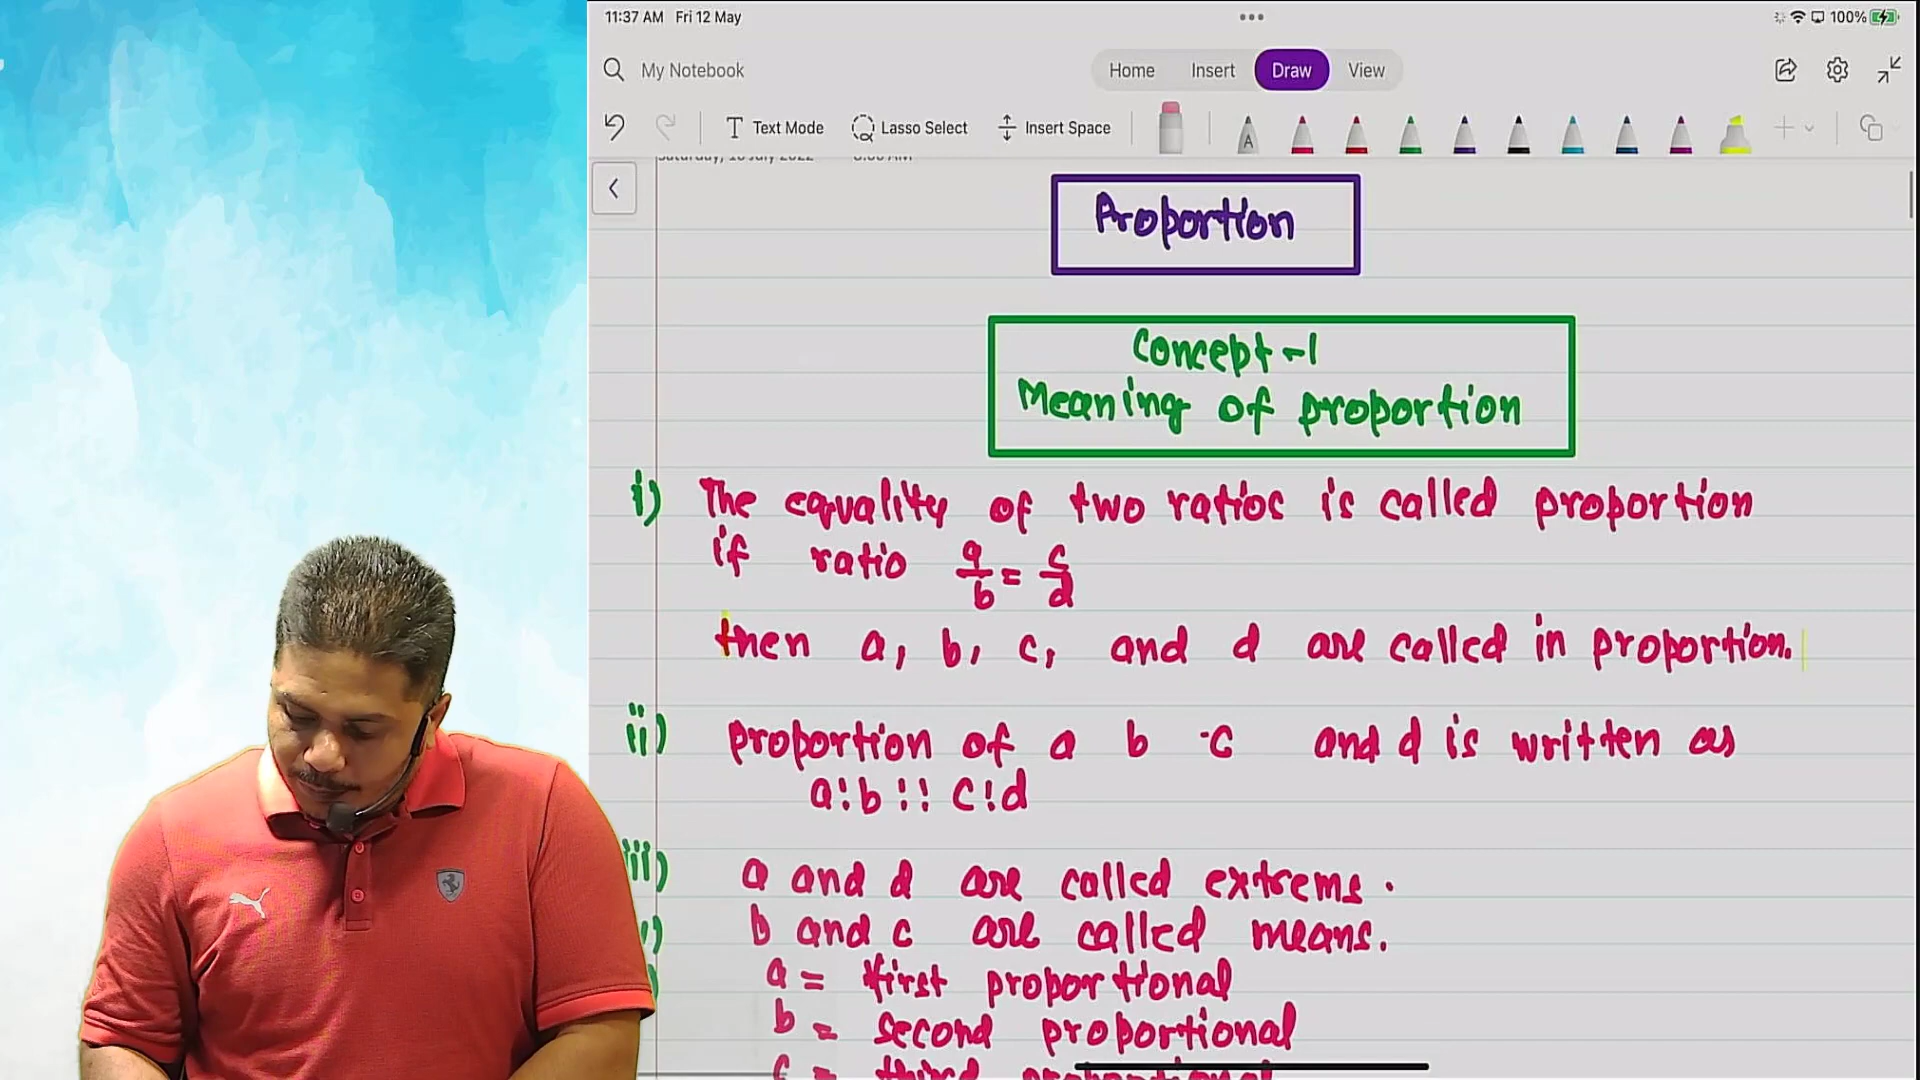 11:37 AM Fri 12 May
100%
My Notebook
Home Insert Draw View
Text Mode Lasso Select Insert Space
A
Proportion
Concept-1
Meaning of proportion
i) The equality of two ratios is called proportion
if ratio a/b = c/d
then a, b, c, and d are called in proportion.
ii) proportion of a b c and d is written as
a:b :: c:d
iii) a and d are called extrems.
b and c are called means.
a = first proportional
b = second proportional
c = third proportional